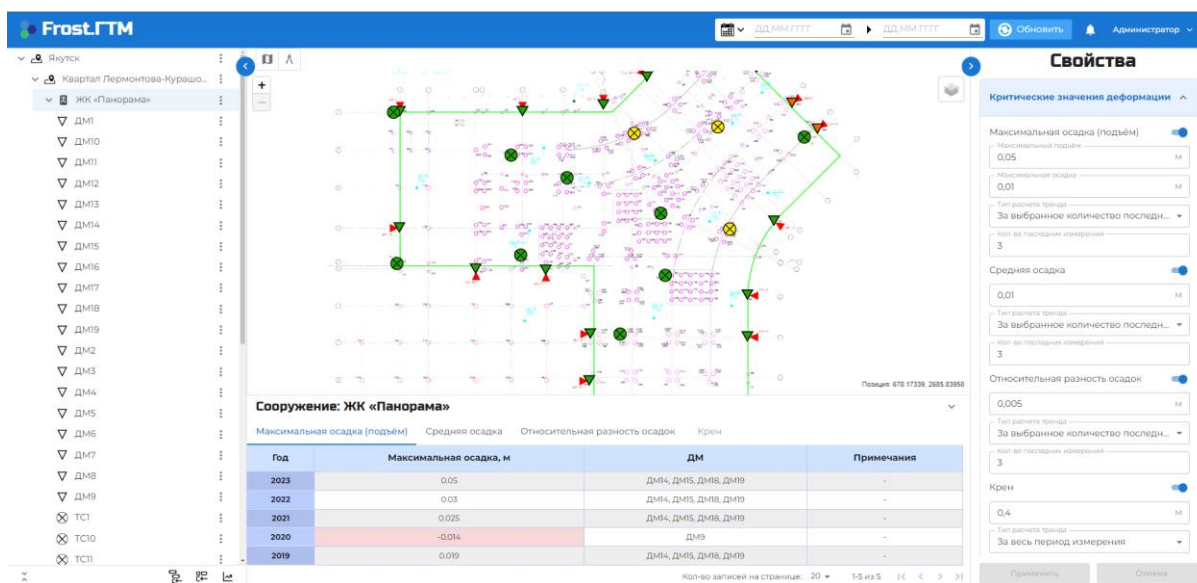 Frost.ГТМ
ДД.ММ.ГГГГ
ДД.ММ.ГГГГ
Обновить
Администратор
Якутск
Квартал Лермонтова-Курашо...
ЖК «Панорама»
ДМ1
ДМ10
ДМ11
ДМ12
ДМ13
ДМ14
ДМ15
ДМ16
ДМ17
ДМ18
ДМ19
ДМ2
ДМ3
ДМ4
ДМ5
ДМ6
ДМ7
ДМ8
ДМ9
ТС1
ТС10
ТС11
+
−
Позиция: 678.17339, 2685.83950
Сооружение: ЖК «Панорама»
Максимальная осадка (подъём) Средняя осадка Относительная разность осадок Крен
Год Максимальная осадка, м ДМ Примечания
2023 0.05 ДМ14, ДМ15, ДМ18, ДМ19 -
2022 0.03 ДМ14, ДМ15, ДМ18, ДМ19 -
2021 0.025 ДМ14, ДМ15, ДМ18, ДМ19 -
2020 -0.014 ДМ9 -
2019 0.019 ДМ14, ДМ15, ДМ18, ДМ19 -
Кол-во записей на странице: 20 1-5 из 5
Свойства
Критические значения деформации
Максимальная осадка (подъём)
Максимальный подъём
0,05 м
Максимальная осадка
0,01 м
Тип расчета тренда
За выбранное количество последн...
Кол-во последних измерений
3
Средняя осадка
0,01 м
Тип расчета тренда
За выбранное количество последн...
Кол-во последних измерений
3
Относительная разность осадок
0,005 м
Тип расчета тренда
За выбранное количество последн...
Кол-во последних измерений
3
Крен
0,4 м
Тип расчета тренда
За весь период измерения
Применить Отмена